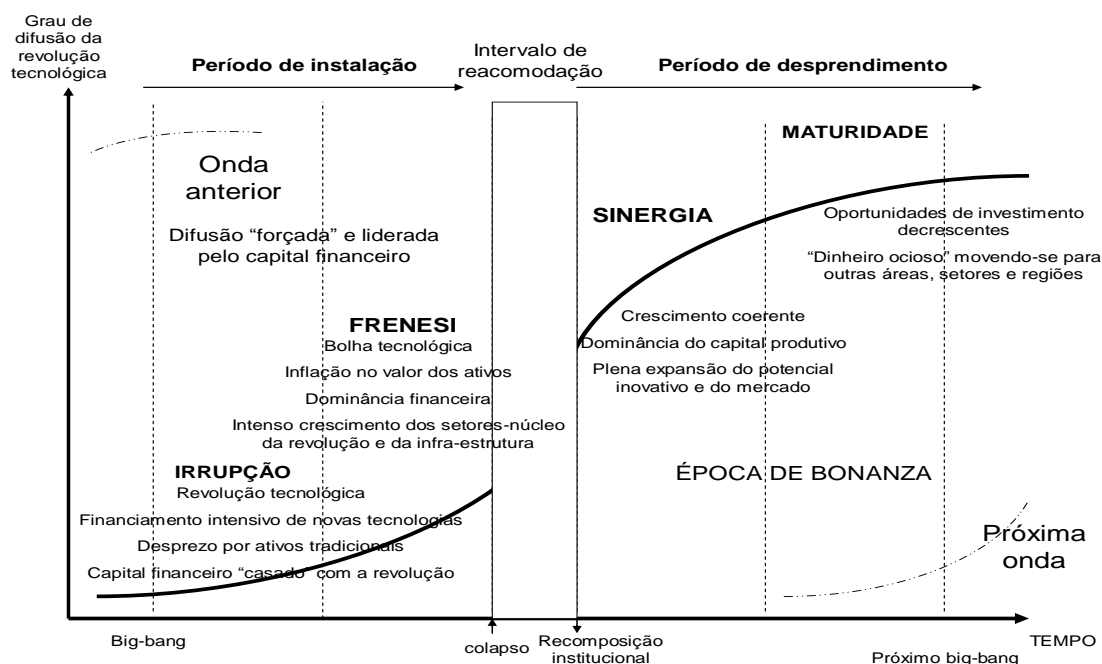 Grau de
difusão da
revolução
tecnológica
Período de instalação
Intervalo de
reacomodação
Período de desprendimento
MATURIDADE
Onda
anterior
Difusão “forçada” e liderada
pelo capital financeiro
SINERGIA
Oportunidades de investimento
decrescentes
“Dinheiro ocioso” movendo-se para
outras áreas, setores e regiões
FRENESI
Bolha tecnológica
Inflação no valor dos ativos
Dominância financeira
Intenso crescimento dos setores-núcleo
da revolução e da infra-estrutura
Crescimento coerente
Dominância do capital produtivo
Plena expansão do potencial
inovativo e do mercado
IRRUPÇÃO
Revolução tecnológica
Financiamento intensivo de novas tecnologias
Desprezo por ativos tradicionais
Capital financeiro “casado” com a revolução
ÉPOCA DE BONANZA
Próxima
onda
Big-bang
colapso
Recomposição
institucional
Próximo big-bang
TEMPO